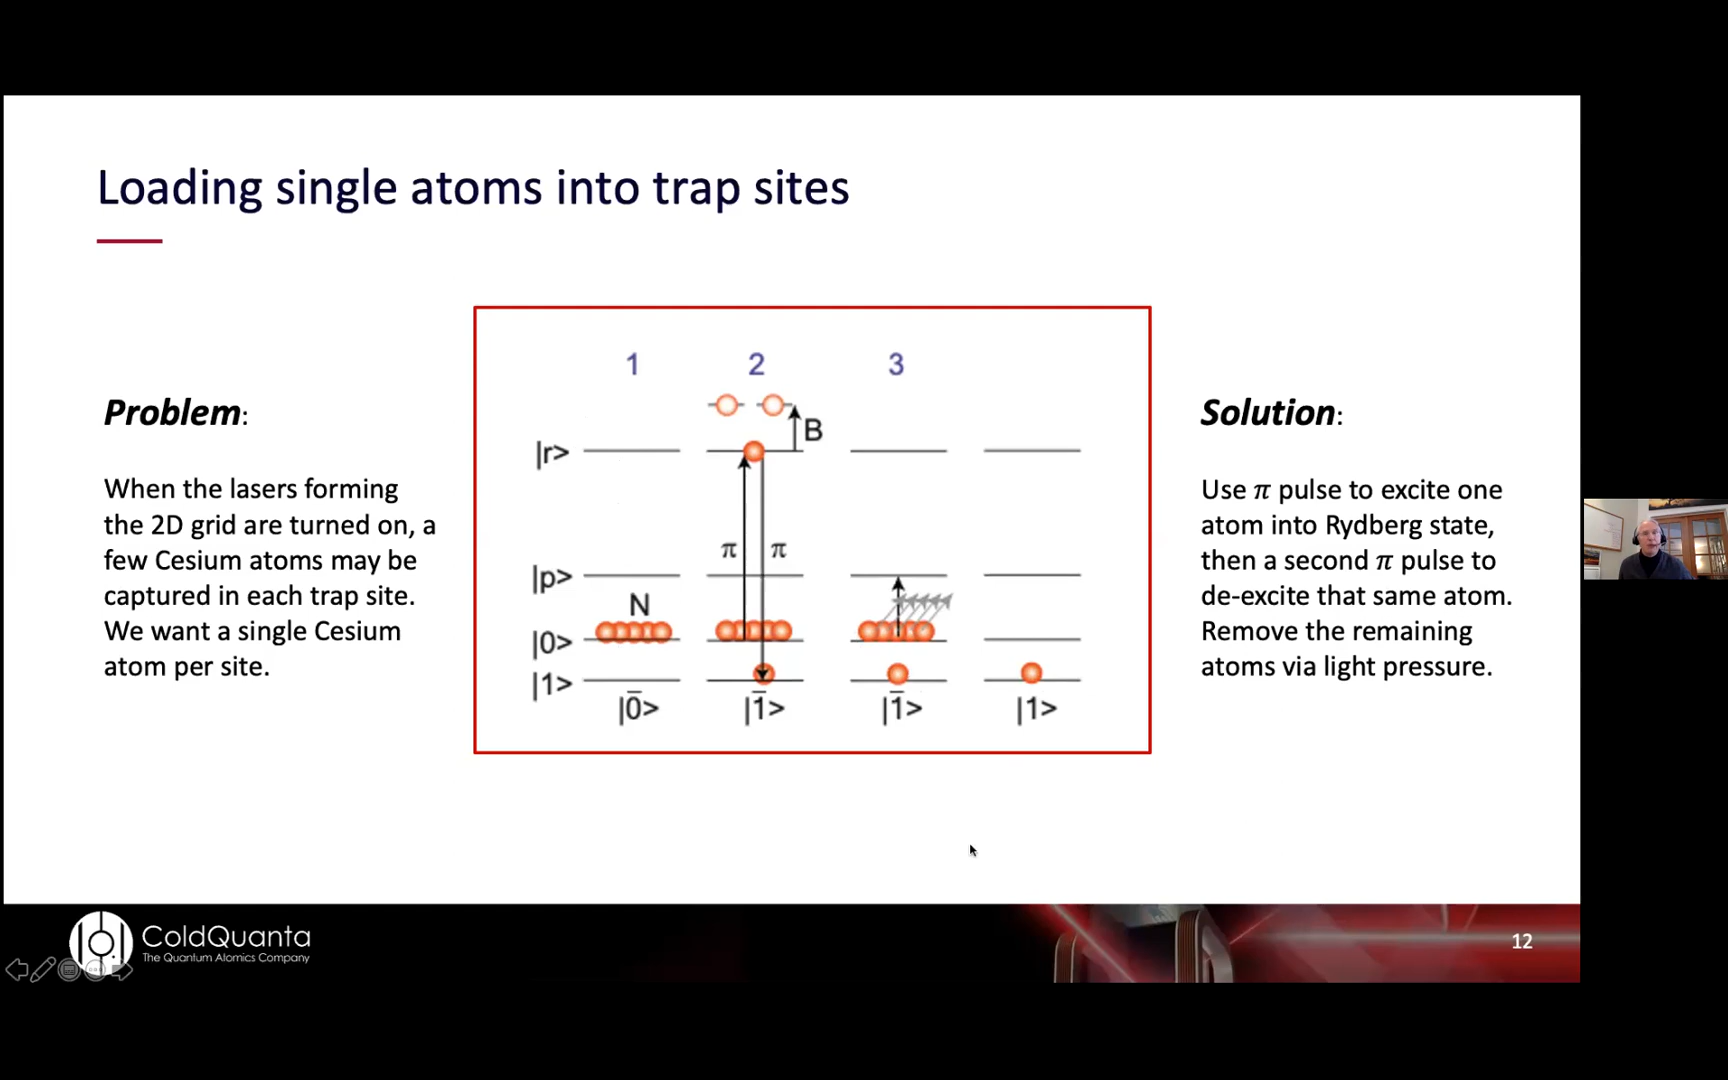 Loading single atoms into trap sites
Problem:
When the lasers forming
the 2D grid are turned on, a
few Cesium atoms may be
captured in each trap site.
We want a single Cesium
atom per site.
1 2 3
B
|r>
π π
|p>
N
|0>
|1>
|0̅> |1̅> |1̅> |1>
Solution:
Use π pulse to excite one
atom into Rydberg state,
then a second π pulse to
de-excite that same atom.
Remove the remaining
atoms via light pressure.
ColdQuanta
The Quantum Atomics Company
12